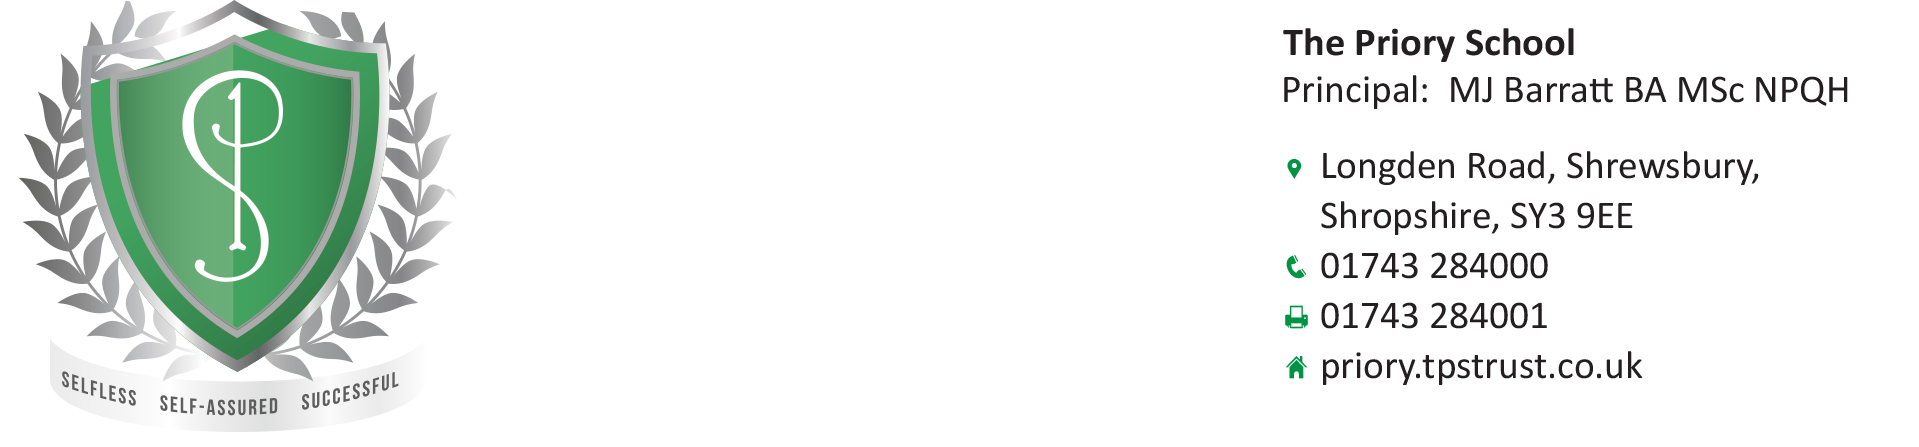 The Priory School
Principal: MJ Barratt BA MSc NPQH
Longden Road, Shrewsbury,
Shropshire, SY3 9EE
01743 284000
01743 284001
priory.tpstrust.co.uk
SELFLESS SELF-ASSURED SUCCESSFUL